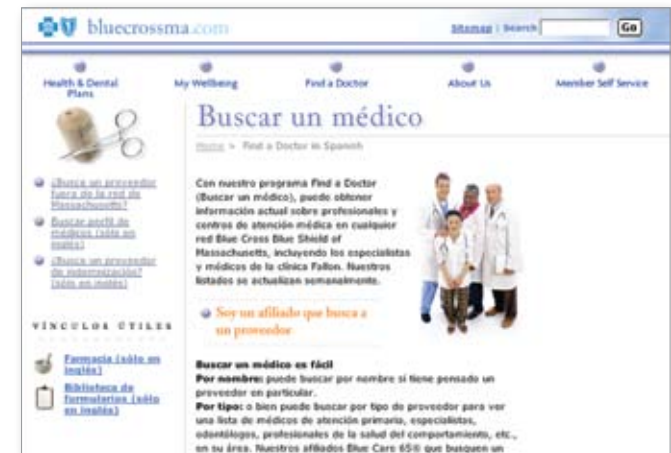 bluecrossma.com
Sitemap | Search Go
Health & Dental Plans
My Wellbeing
Find a Doctor
About Us
Member Self Service
Buscar un médico
Home > Find a Doctor in Spanish
¿Busca un proveedor
fuera de la red de
Massachusetts?
Buscar perfil de
médicos (sólo en
inglés)
¿Busca un proveedor
de indemnización?
(sólo en inglés)
VÍNCULOS ÚTILES
Farmacia (sólo en
inglés)
Biblioteca de
formularios (sólo
en inglés)
Con nuestro programa Find a Doctor
(Buscar un médico), puede obtener
información actual sobre profesionales y
centros de atención médica en cualquier
red Blue Cross Blue Shield of
Massachusetts, incluyendo los especialistas
y médicos de la clínica Fallon. Nuestros
listados se actualizan semanalmente.
Soy un afiliado que busca a
un proveedor
Buscar un médico es fácil
Por nombre: puede buscar por nombre si tiene pensado un
proveedor en particular.
Por tipo: o bien puede buscar por tipo de proveedor para ver
una lista de médicos de atención primaria, especialistas,
odontólogos, profesionales de la salud del comportamiento, etc.,
en su área. Nuestros afiliados Blue Care 65® que busquen un